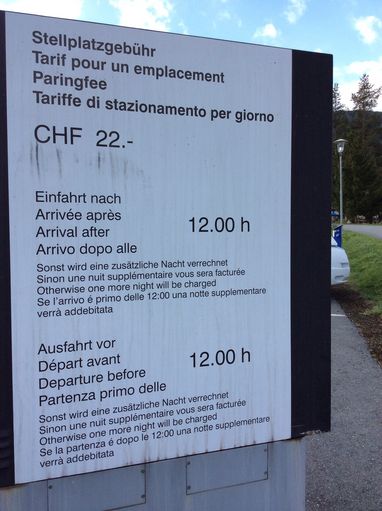 Stellplatzgebühr
Tarif pour un emplacement
Paringfee
Tariffe di stazionamento per giorno
CHF 22.-
Einfahrt nach
Arrivée après
Arrival after
Arrivo dopo alle
12.00 h
Sonst wird eine zusätzliche Nacht verrechnet
Sinon une nuit supplémentaire vous sera facturée
Otherwise one more night will be charged
Se l'arrivo é primo delle 12:00 una notte supplementare
verrà addebitata
Ausfahrt vor
Départ avant
Departure before
Partenza primo delle
12.00 h
Sonst wird eine zusätzliche Nacht verrechnet
Sinon une nuit supplémentaire vous sera facturée
Otherwise one more night will be charged
Se la partenza é dopo le 12:00 una notte supplementare
verrà addebitata